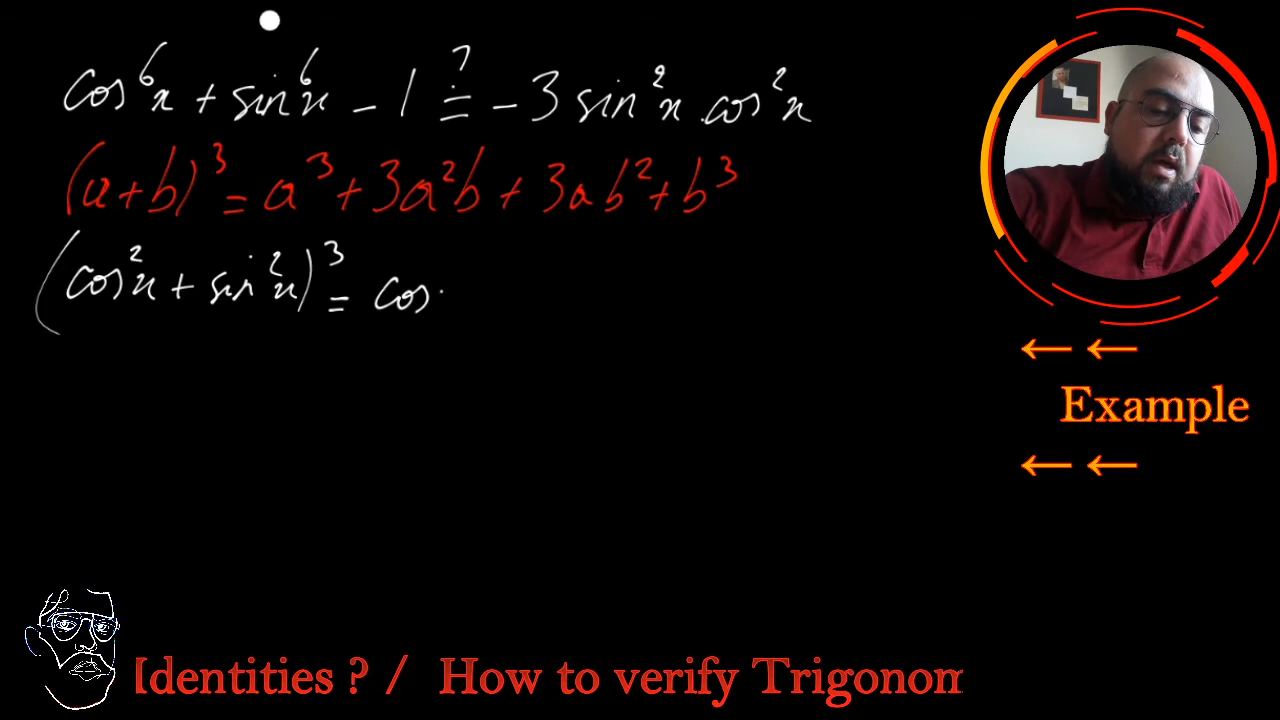 cos⁶x + sin⁶x - 1 ≟ - 3 sin²x . cos²x
(a+b)³ = a³ + 3a²b + 3ab² + b³
(cos²x + sin²x)³ = cos
← ←
Example
← ←
Identities ? / How to verify Trigonom